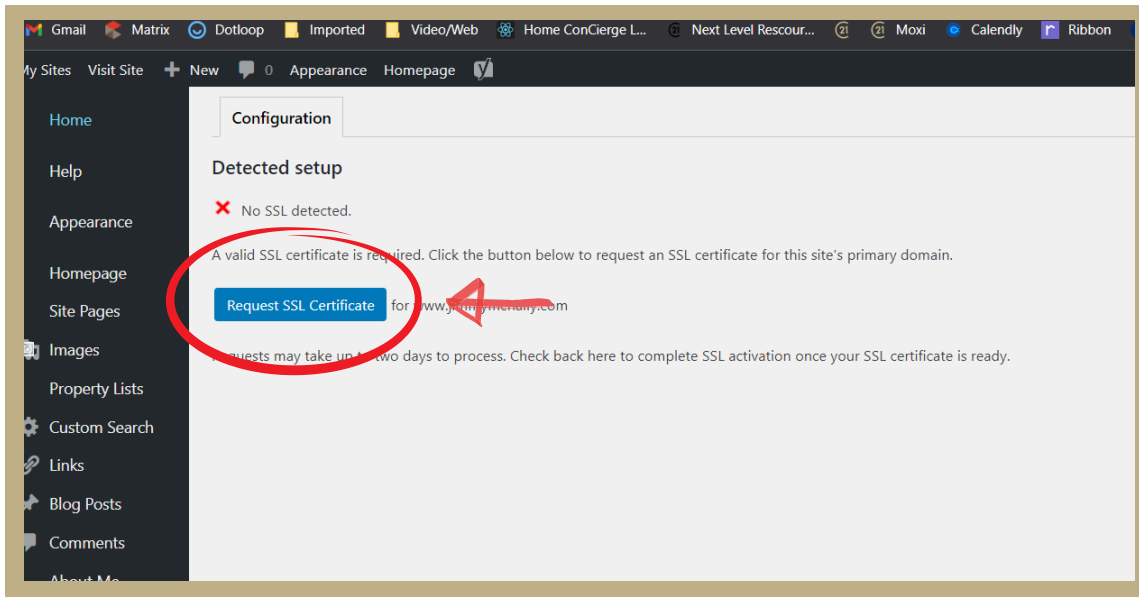 Gmail Matrix Dotloop Imported Video/Web Home ConCierge L... Next Level Rescour... Moxi Calendly Ribbon
My Sites Visit Site New 0 Appearance Homepage
Home
Help
Appearance
Homepage
Site Pages
Images
Property Lists
Custom Search
Links
Blog Posts
Comments
About Me
Configuration
Detected setup
No SSL detected.
A valid SSL certificate is required. Click the button below to request an SSL certificate for this site's primary domain.
Request SSL Certificate for
Requests may take up to two days to process. Check back here to complete SSL activation once your SSL certificate is ready.